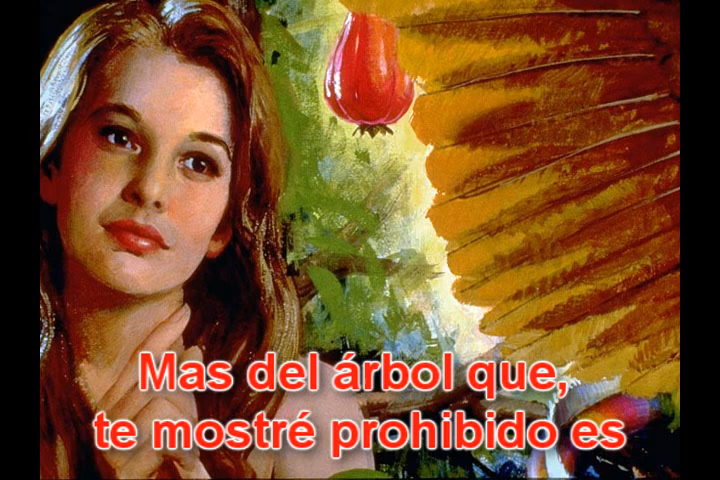 Mas del árbol que,
te mostré prohibido es